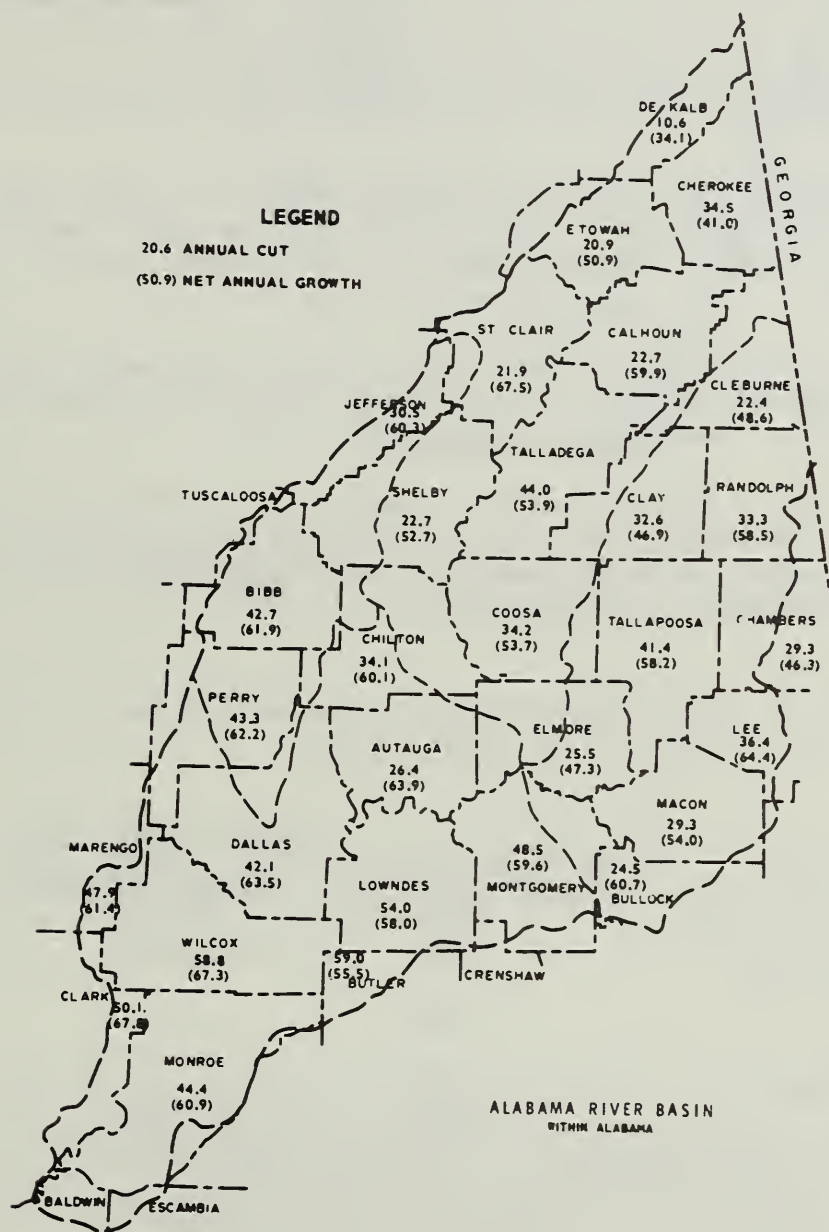 DE KALB
10.6
(34.1)
GEORGIA
CHEROKEE
34.5
(41.0)
LEGEND
20.6 ANNUAL CUT
(50.9) NET ANNUAL GROWTH
ETOWAH
20.9
(50.9)
ST CLAIR
21.9
(67.5)
CALHOUN
22.7
(59.9)
CLEBURNE
22.4
(48.6)
JEFFERSON
30.5
(60.3)
TALLADEGA
44.0
(53.9)
TUSCALOOSA
SHELBY
22.7
(52.7)
CLAY
32.6
(46.9)
RANDOLPH
33.3
(58.5)
BIBB
42.7
(61.9)
CHILTON
34.1
(60.1)
COOSA
34.2
(53.7)
TALLAPOOSA
41.4
(58.2)
CHAMBERS
29.3
(46.3)
PERRY
43.3
(62.2)
AUTAUGA
26.4
(63.9)
ELMORE
25.5
(47.3)
LEE
36.4
(64.4)
MACON
29.3
(54.0)
MARENGO
47.9
61.4
DALLAS
42.1
(63.5)
LOWNDES
54.0
(58.0)
48.5
(59.6)
MONTGOMERY
24.5
(60.7)
BULLOCK
WILCOX
58.8
(67.3)
59.0
(55.5)
BUTLER
CRENSHAW
CLARK
50.1
MONROE
44.4
(60.9)
ALABAMA RIVER BASIN
WITHIN ALABAMA
BALDWIN
ESCAMBIA